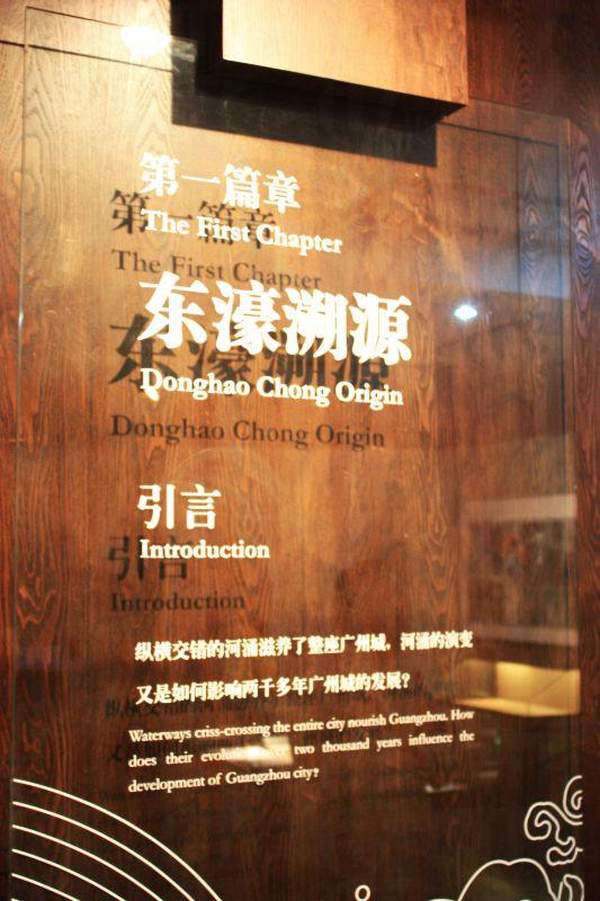 第一篇章
The First Chapter
东濠溯源
Donghao Chong Origin
引言
Introduction
纵横交错的河涌滋养了整座广州城，河涌的演变
又是如何影响两千多年广州城的发展？
Waterways criss-crossing the entire city nourish Guangzhou. How
does their two thousand years influence the
development of Guangzhou city?